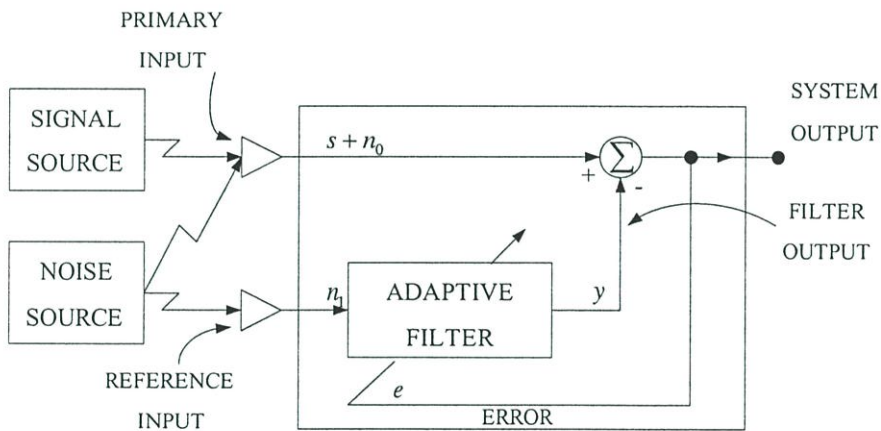 PRIMARY
INPUT
SIGNAL
SOURCE
s + n₀
+
Σ
-
SYSTEM
OUTPUT
FILTER
OUTPUT
NOISE
SOURCE
n₁
ADAPTIVE
FILTER
y
REFERENCE
INPUT
e
ERROR